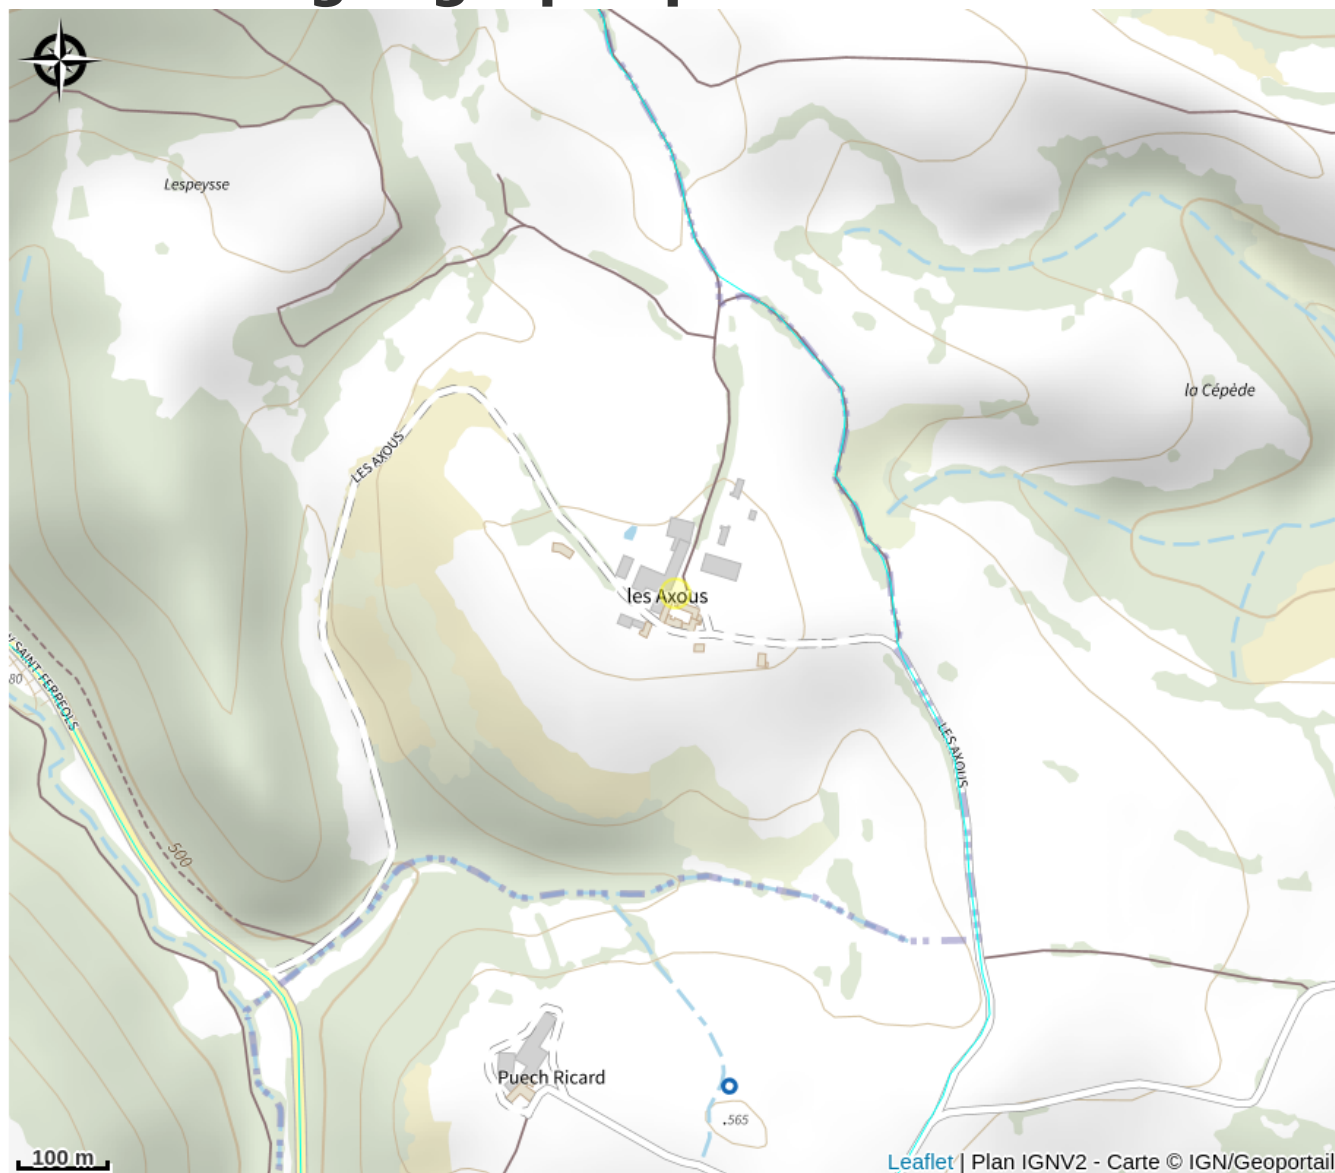 Lespeysse
la Cépède
LES AXOUS
les Axous
SAINT-FERREOLS
80
LES AXOUS
500
Puech Ricard
.565
100 m
Leaflet | Plan IGNV2 - Carte © IGN/Geoportail